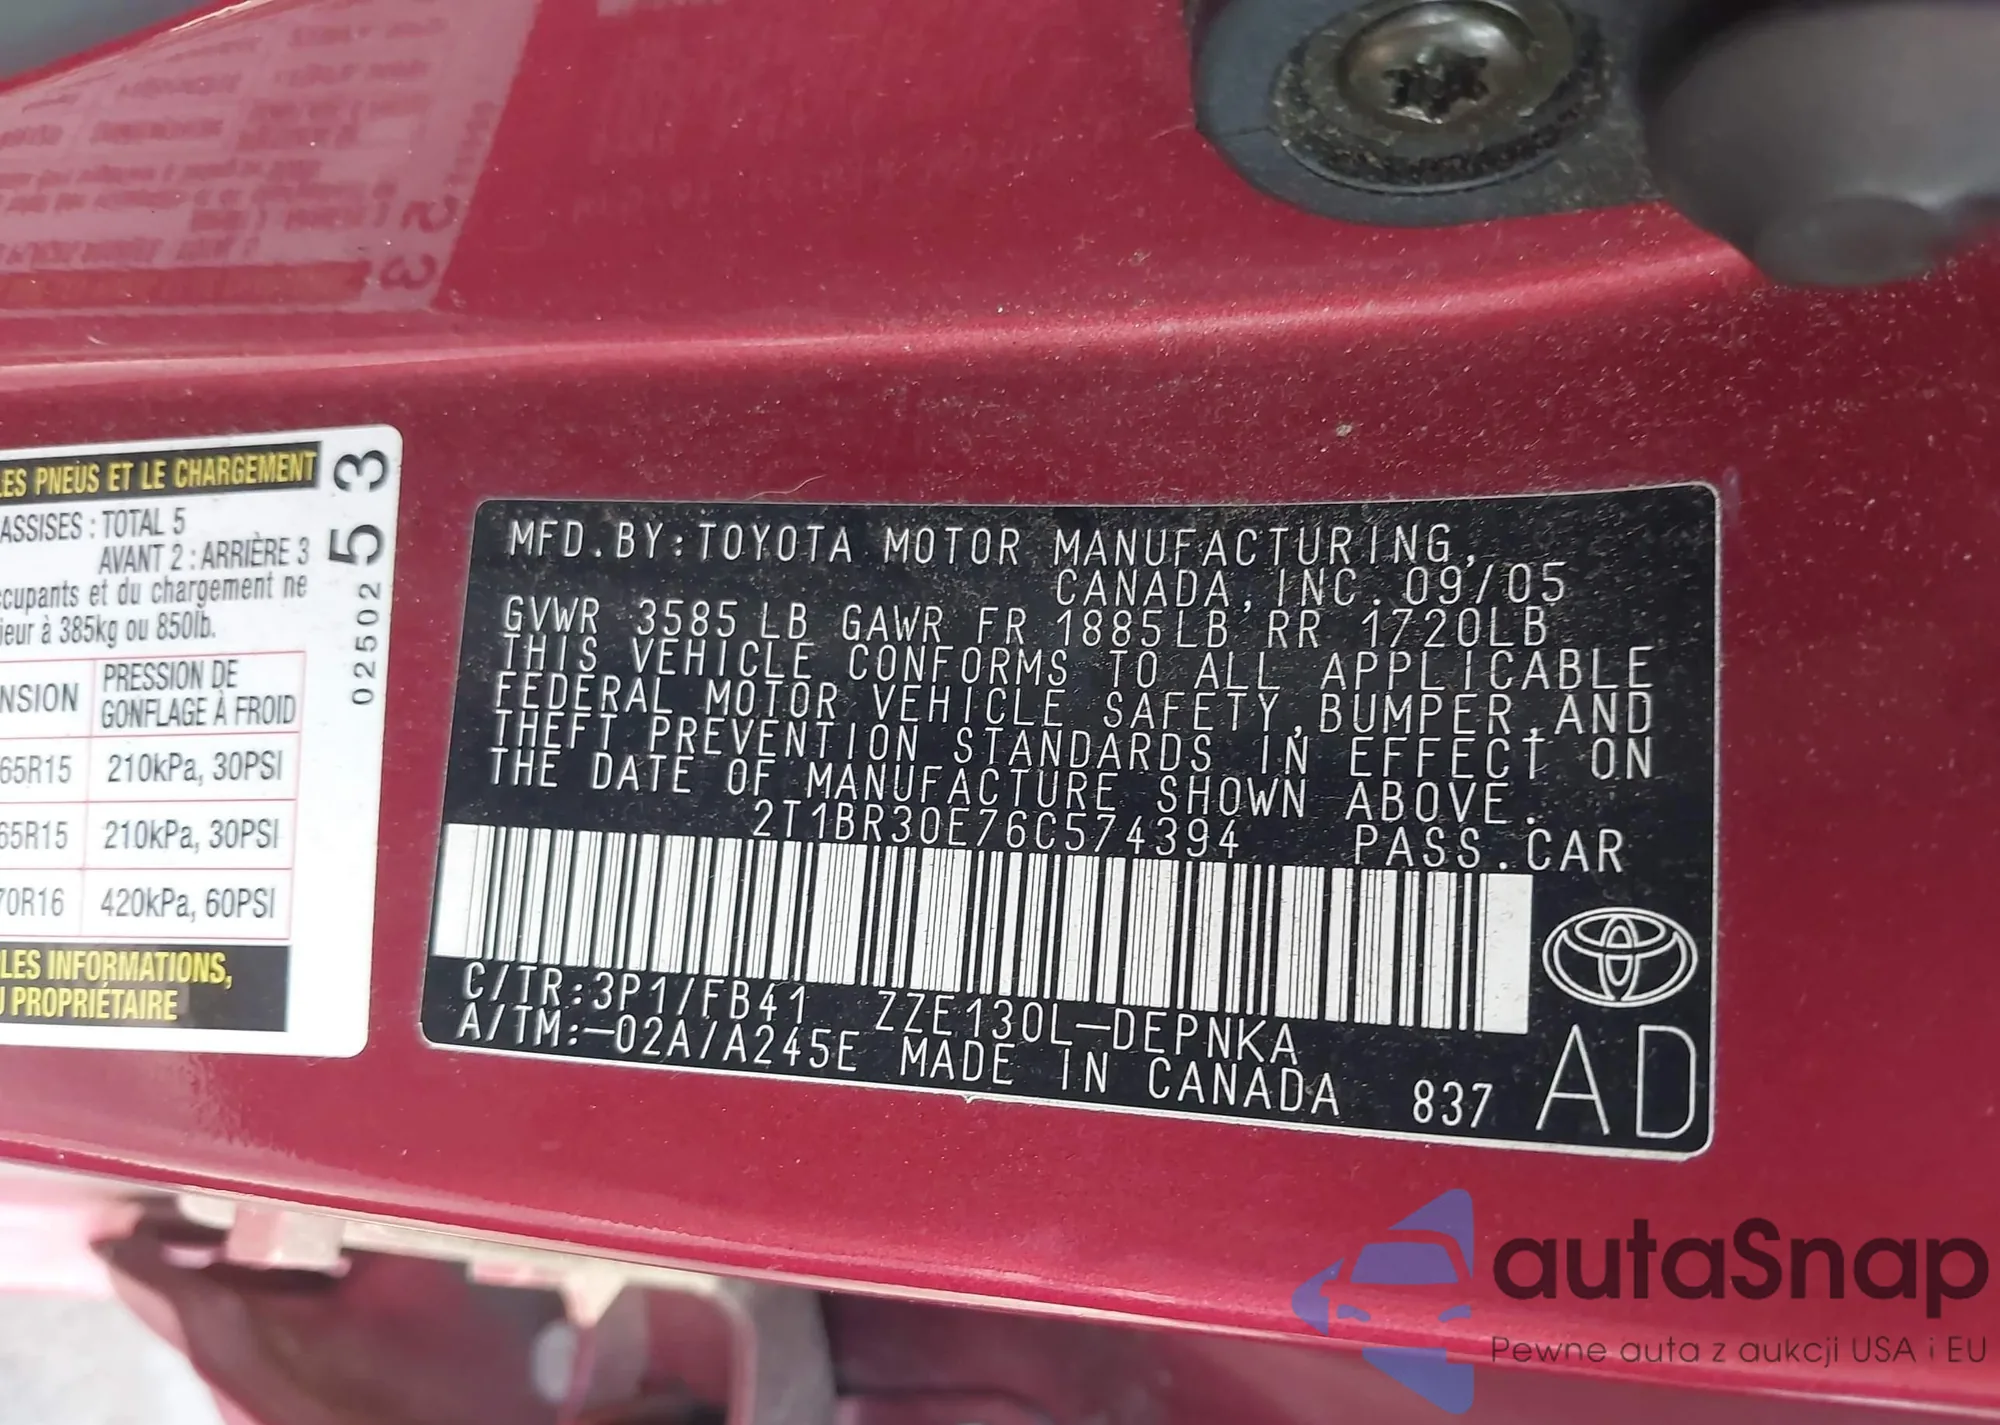 LES PNEUS ET LE CHARGEMENT
ASSISES : TOTAL 5
AVANT 2 : ARRIÈRE 3
ccupants et du chargement ne
ieur à 385kg ou 850lb.
NSION PRESSION DE
GONFLAGE À FROID
65R15 210kPa, 30PSI
65R15 210kPa, 30PSI
70R16 420kPa, 60PSI
LES INFORMATIONS,
U PROPRIÉTAIRE
02502 53
MFD.BY:TOYOTA MOTOR MANUFACTURING,
CANADA, INC. 09/05
GVWR 3585 LB GAWR FR 1885LB RR 1720LB
THIS VEHICLE CONFORMS TO ALL APPLICABLE
FEDERAL MOTOR VEHICLE SAFETY,BUMPER,AND
THEFT PREVENTION STANDARDS IN EFFECT ON
THE DATE OF MANUFACTURE SHOWN ABOVE.
2T1BR30E76C574394 PASS.CAR
C/TR:3P1/FB41 ZZE130L-DEPNKA
A/TM:-02A/A245E MADE IN CANADA 837 AD
autaSnap
Pewne auta z aukcji USA i EU